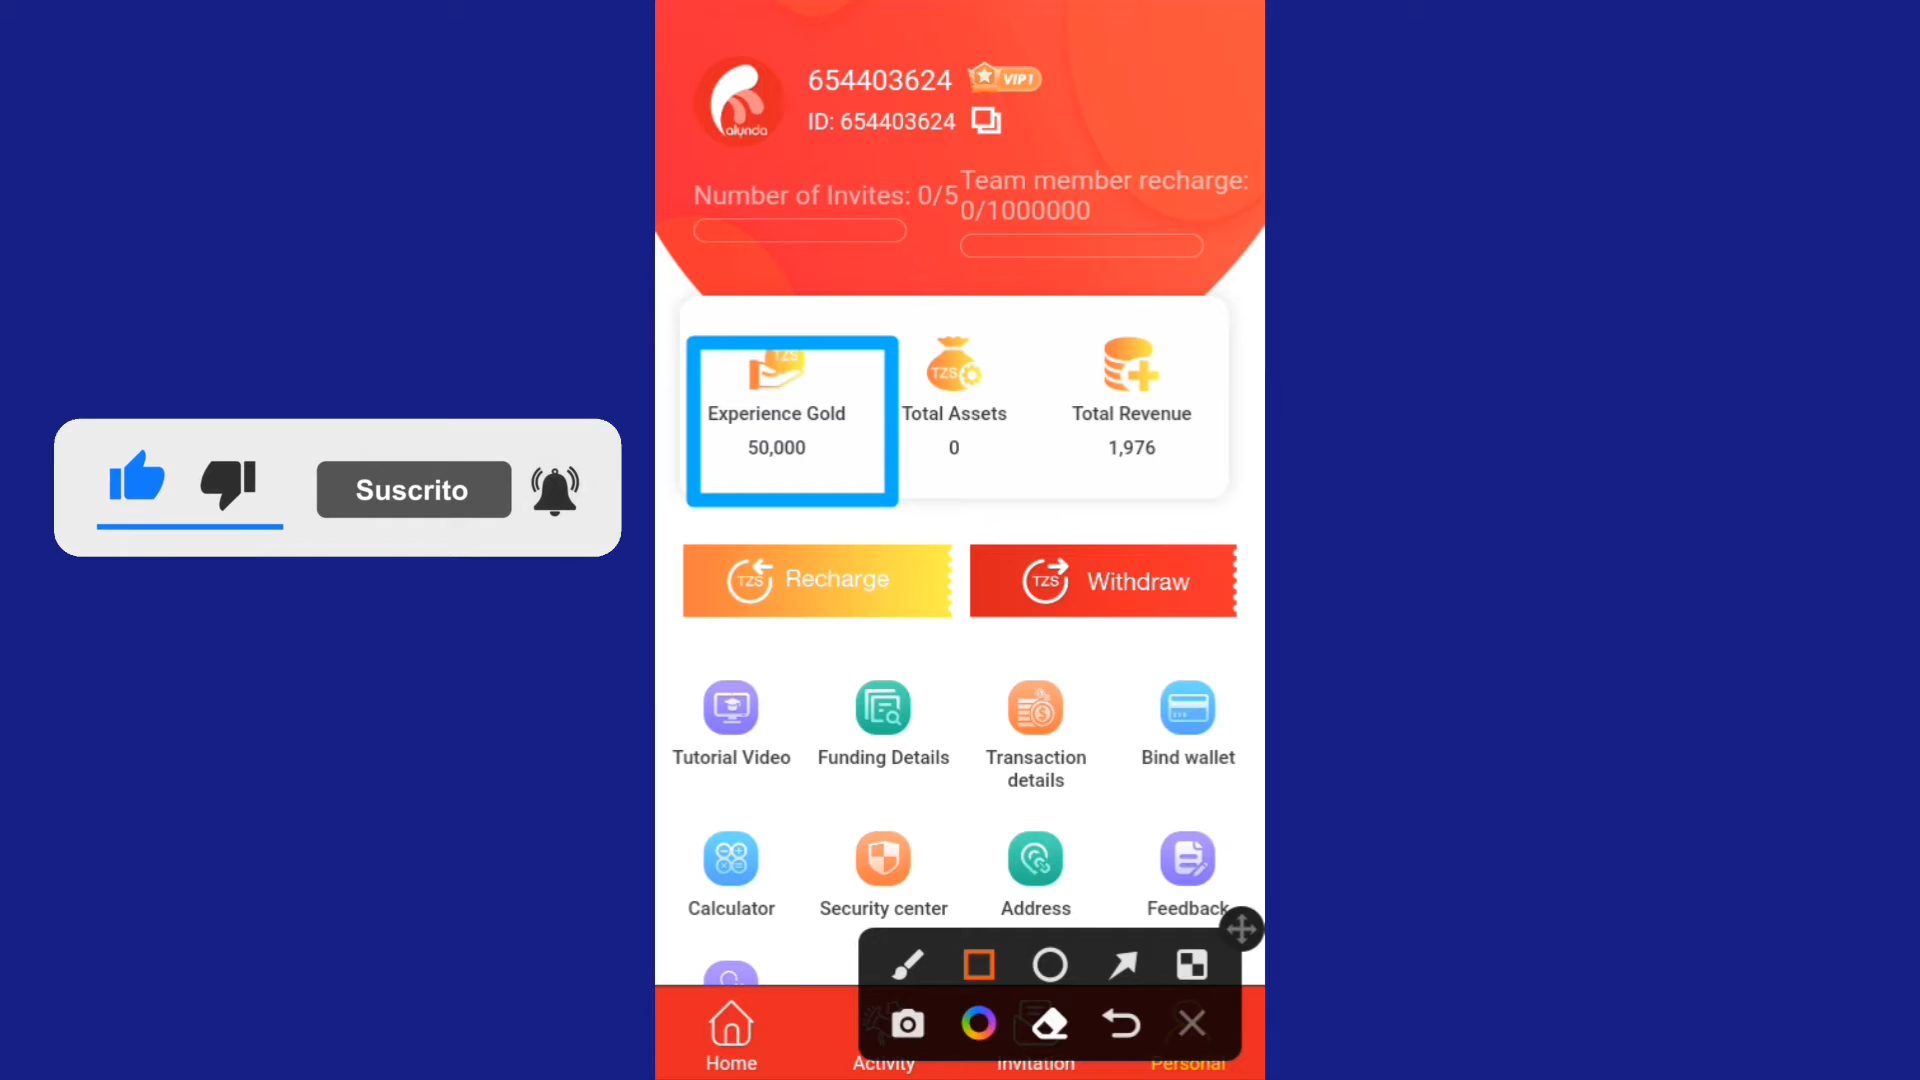 alynda
654403624
VIP1
ID: 654403624
Number of Invites: 0/5
Team member recharge:
0/1000000
TZS
TZS
Experience Gold
Total Assets
Total Revenue
50,000
0
1,976
Suscrito
TZS
Recharge
TZS
Withdraw
Tutorial Video
Funding Details
Transaction
details
Bind wallet
Calculator
Security center
Address
Feedback
Home
Activity
Invitation
Personal